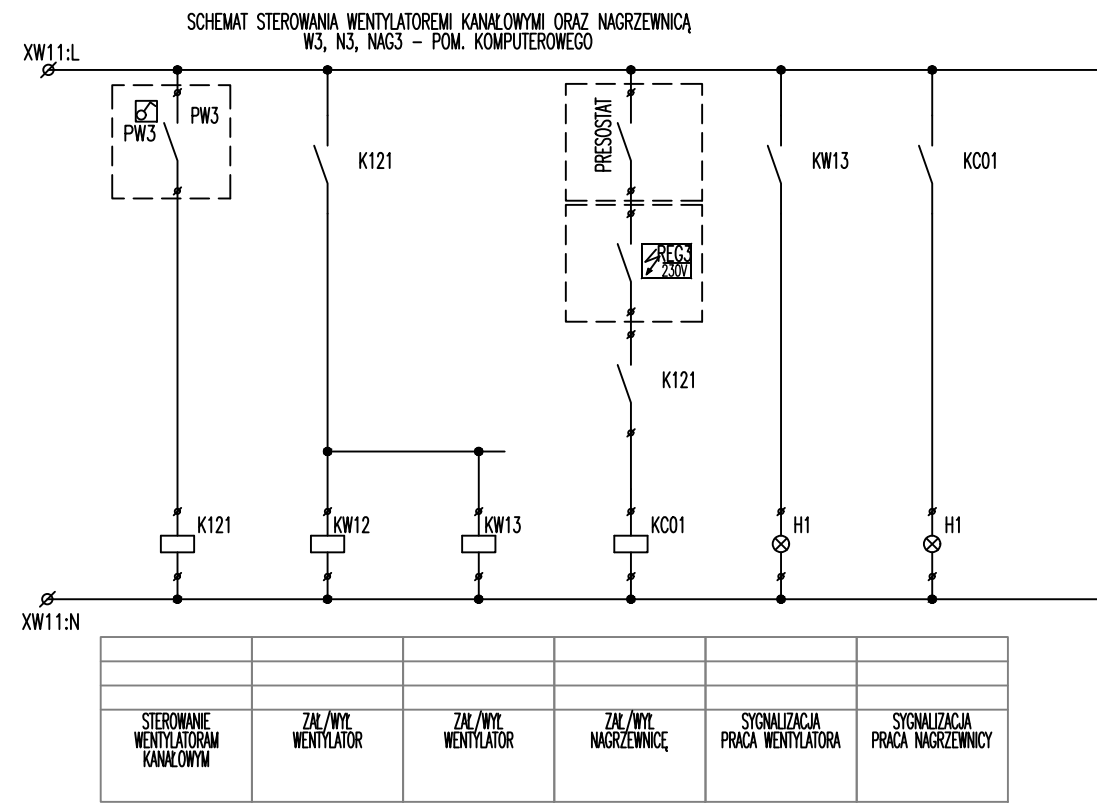 SCHEMAT STEROWANIA WENTYLATOREMI KANAŁOWYMI ORAZ NAGRZEWNICĄ
W3, N3, NAG3 - POM. KOMPUTEROWEGO
XW11:L
PW3
PW3
K121
PRESOSTAT
KW13
KC01
REG3
230V
K121
K121
KW12
KW13
KC01
H1
H1
XW11:N
STEROWANIE
WENTYLATORAM
KANAŁOWYM
ZAŁ/WYŁ
WENTYLATOR
ZAŁ/WYŁ
WENTYLATOR
ZAŁ/WYŁ
NAGRZEWNICĘ
SYGNALIZACJA
PRACA WENTYLATORA
SYGNALIZACJA
PRACA NAGRZEWNICY